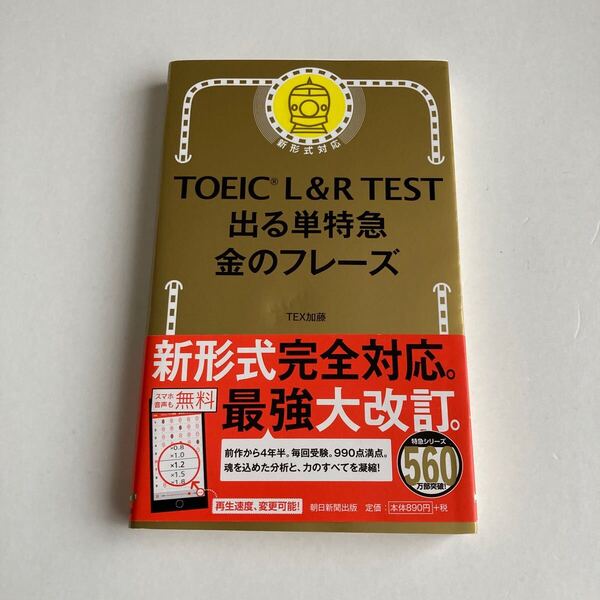 新形式対応
TOEIC® L&R TEST
出る単特急
金のフレーズ
TEX加藤
新形式完全対応。
スマホ
音声も
無料
最強大改訂。
×0.8
×1.0
×1.2
×1.5
×1.8
前作から4年半。毎回受験。990点満点。
魂を込めた分析と、力のすべてを凝縮!
特急シリーズ
560
万部突破!
再生速度、変更可能!
朝日新聞出版 定価:本体890円+税